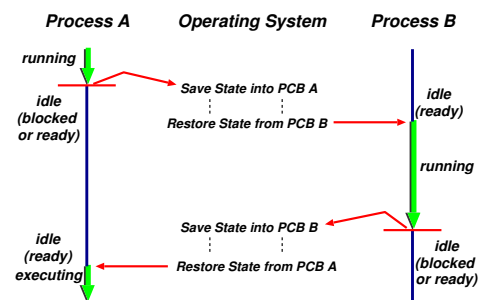 Process A
Operating System
Process B
running
idle
(blocked
or ready)
Save State into PCB A
Restore State from PCB B
idle
(ready)
running
Save State into PCB B
Restore State from PCB A
idle
(ready)
executing
idle
(blocked
or ready)